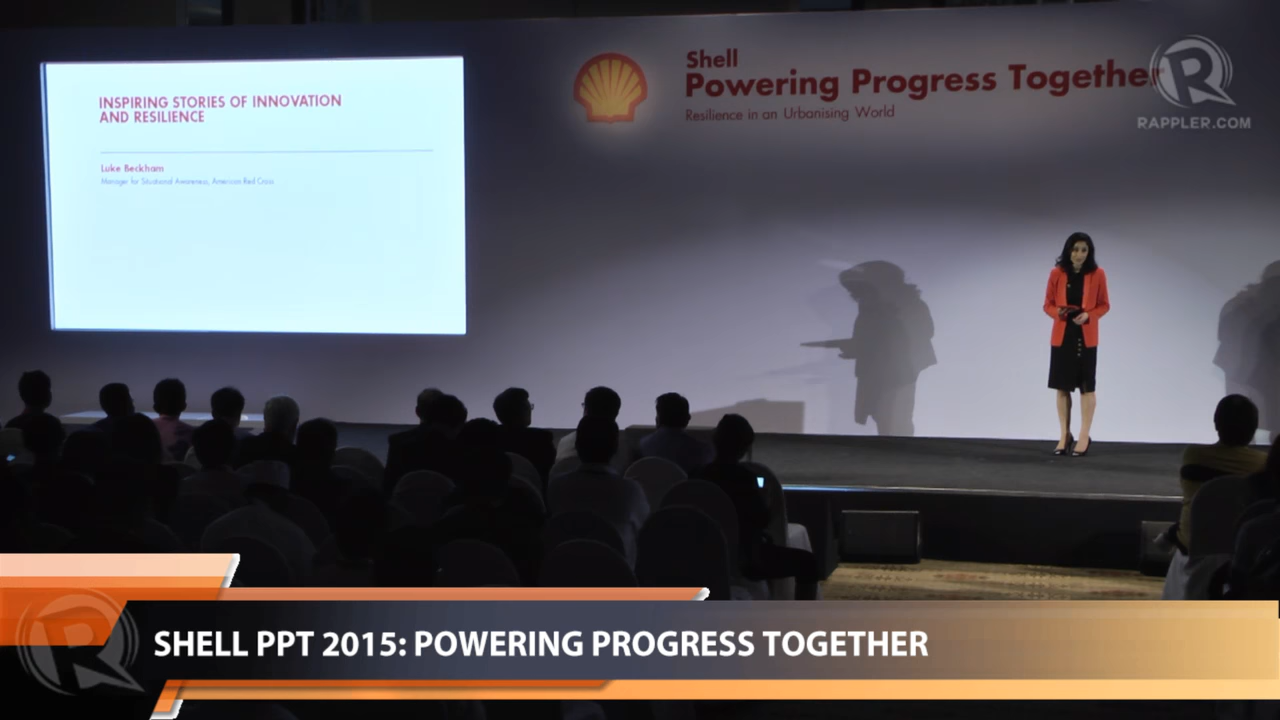 INSPIRING STORIES OF INNOVATION
AND RESILIENCE
Luke Beckham
Manager for Situational Awareness, American Red Cross
Shell
Powering Progress Together
Resilience in an Urbanising World
R
RAPPLER.COM
SHELL PPT 2015: POWERING PROGRESS TOGETHER